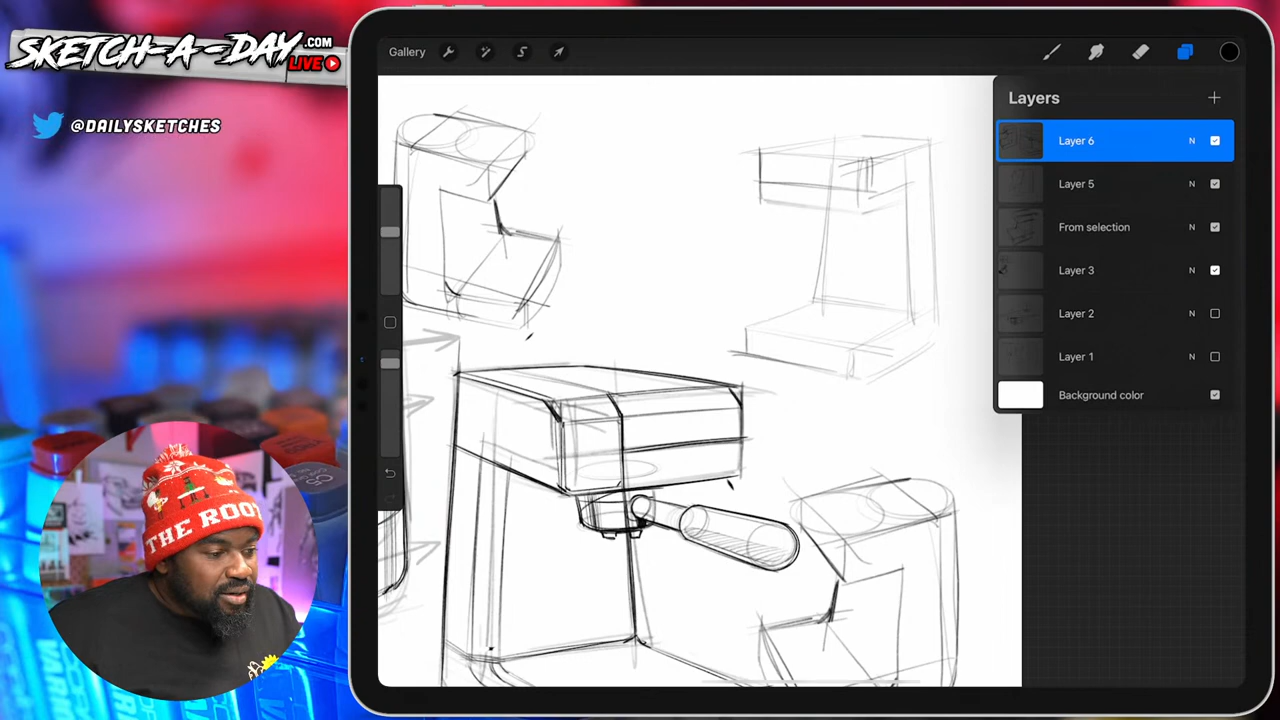 SKETCH-A-DAY.COM
LIVE
@DAILYSKETCHES
Gallery
Layers
Layer 6 N
Layer 5 N
From selection N
Layer 3 N
Layer 2 N
Layer 1 N
Background color
THE ROOT